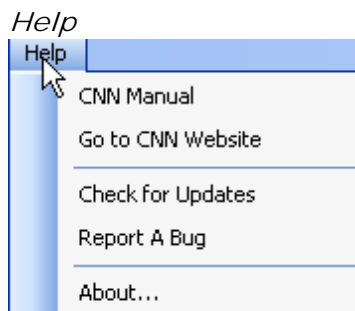 Help
Help
CNN Manual
Go to CNN Website
Check for Updates
Report A Bug
About...